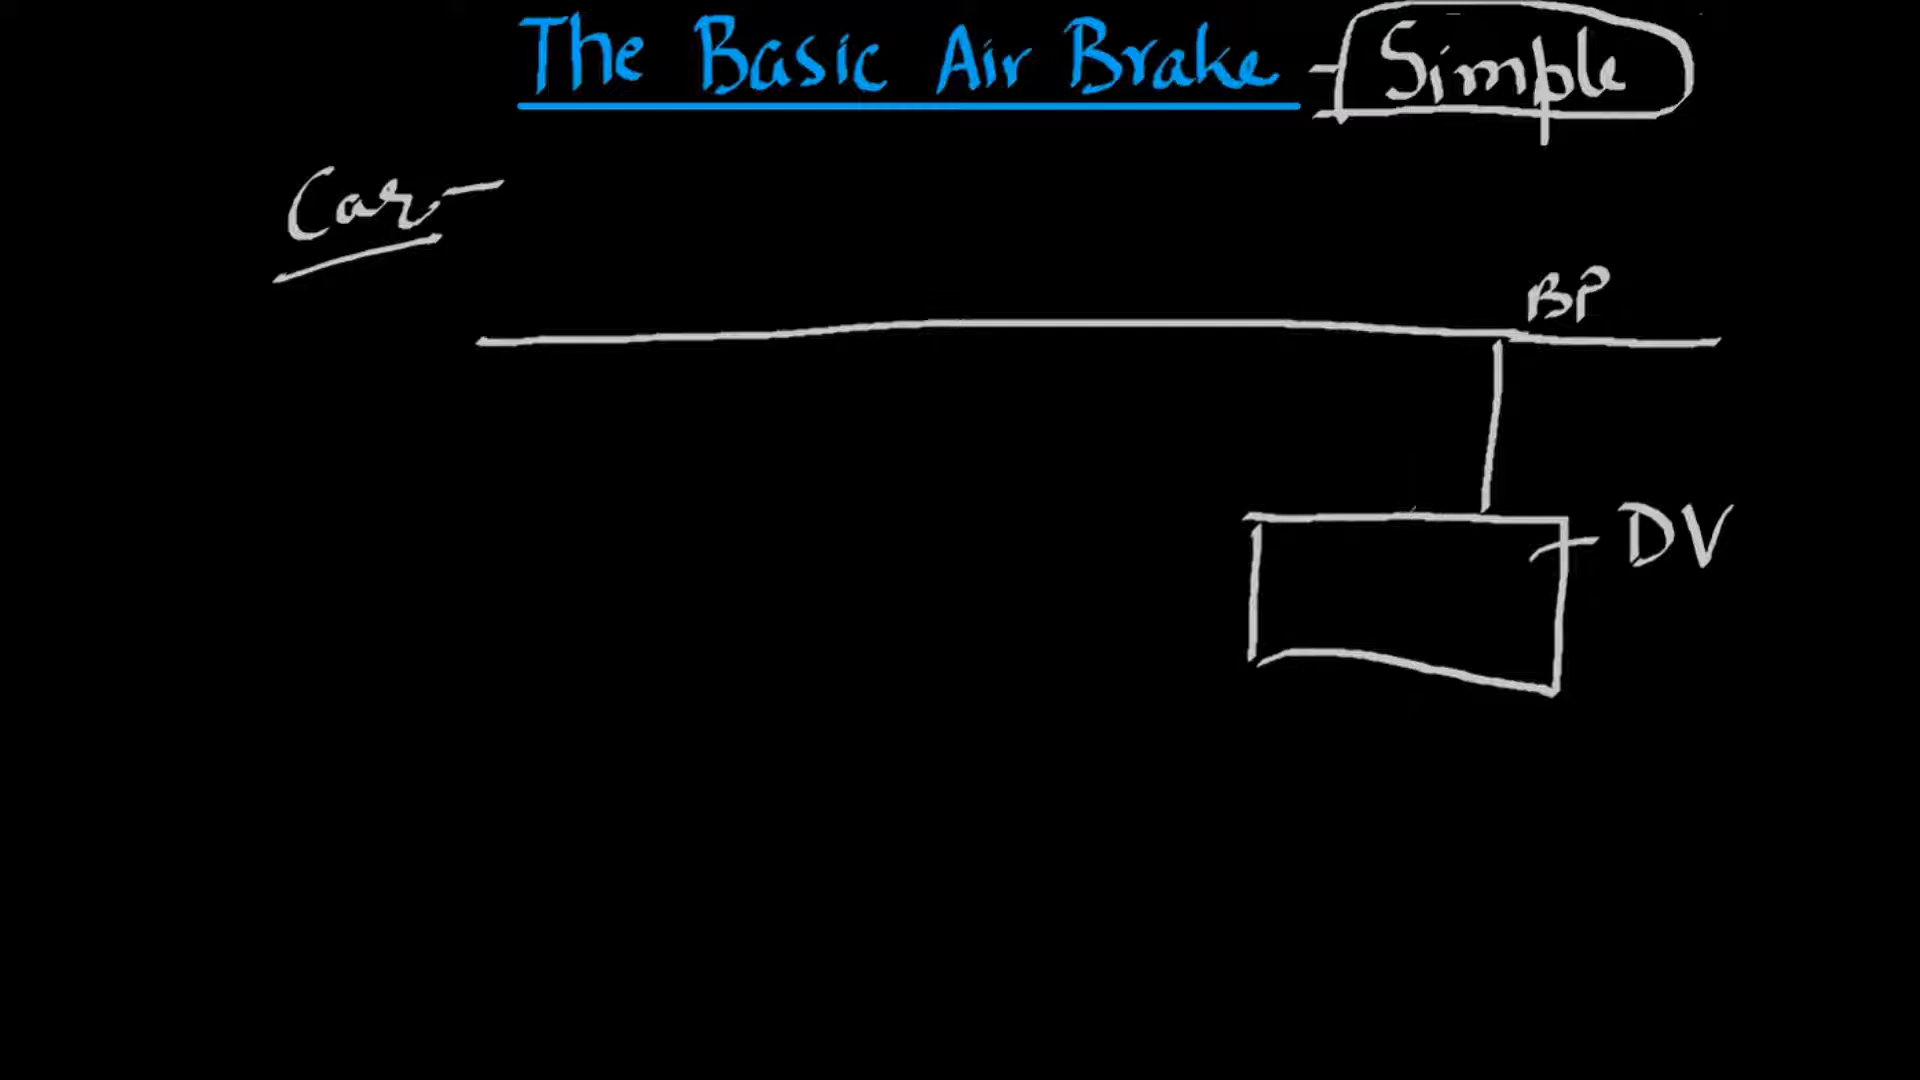 The Basic Air Brake - Simple
Car -
BP
- DV